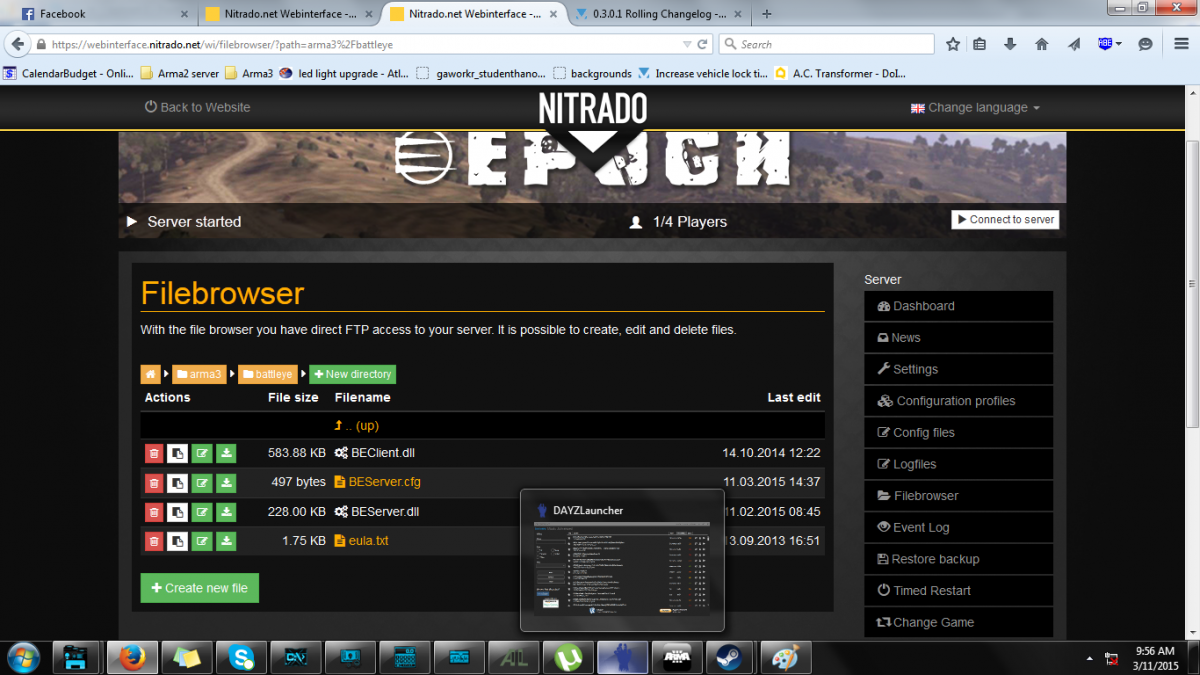 Facebook
Nitrado.net Webinterface -...
Nitrado.net Webinterface -...
0.3.0.1 Rolling Changelog -...
https://webinterface.nitrado.net/wi/filebrowser/?path=arma3%2Fbattleye
Search
ABE
CalendarBudget - Onli...
Arma2 server
Arma3
led light upgrade - Atl...
gaworkr_studenthano...
backgrounds
Increase vehicle lock ti...
A.C. Transformer - Dol...
Back to Website
NITRADO
Change language
EPOCH
Server started
1/4 Players
Connect to server
Filebrowser
With the file browser you have direct FTP access to your server. It is possible to create, edit and delete files.
arma3
battleye
New directory
Actions File size Filename Last edit
.. (up)
583.88 KB BEClient.dll 14.10.2014 12:22
497 bytes BEServer.cfg 11.03.2015 14:37
228.00 KB BEServer.dll 11.02.2015 08:45
1.75 KB eula.txt 13.09.2013 16:51
Create new file
Server
Dashboard
News
Settings
Configuration profiles
Config files
Logfiles
Filebrowser
Event Log
Restore backup
Timed Restart
Change Game
DAYZLauncher
ARMA
9:56 AM
3/11/2015